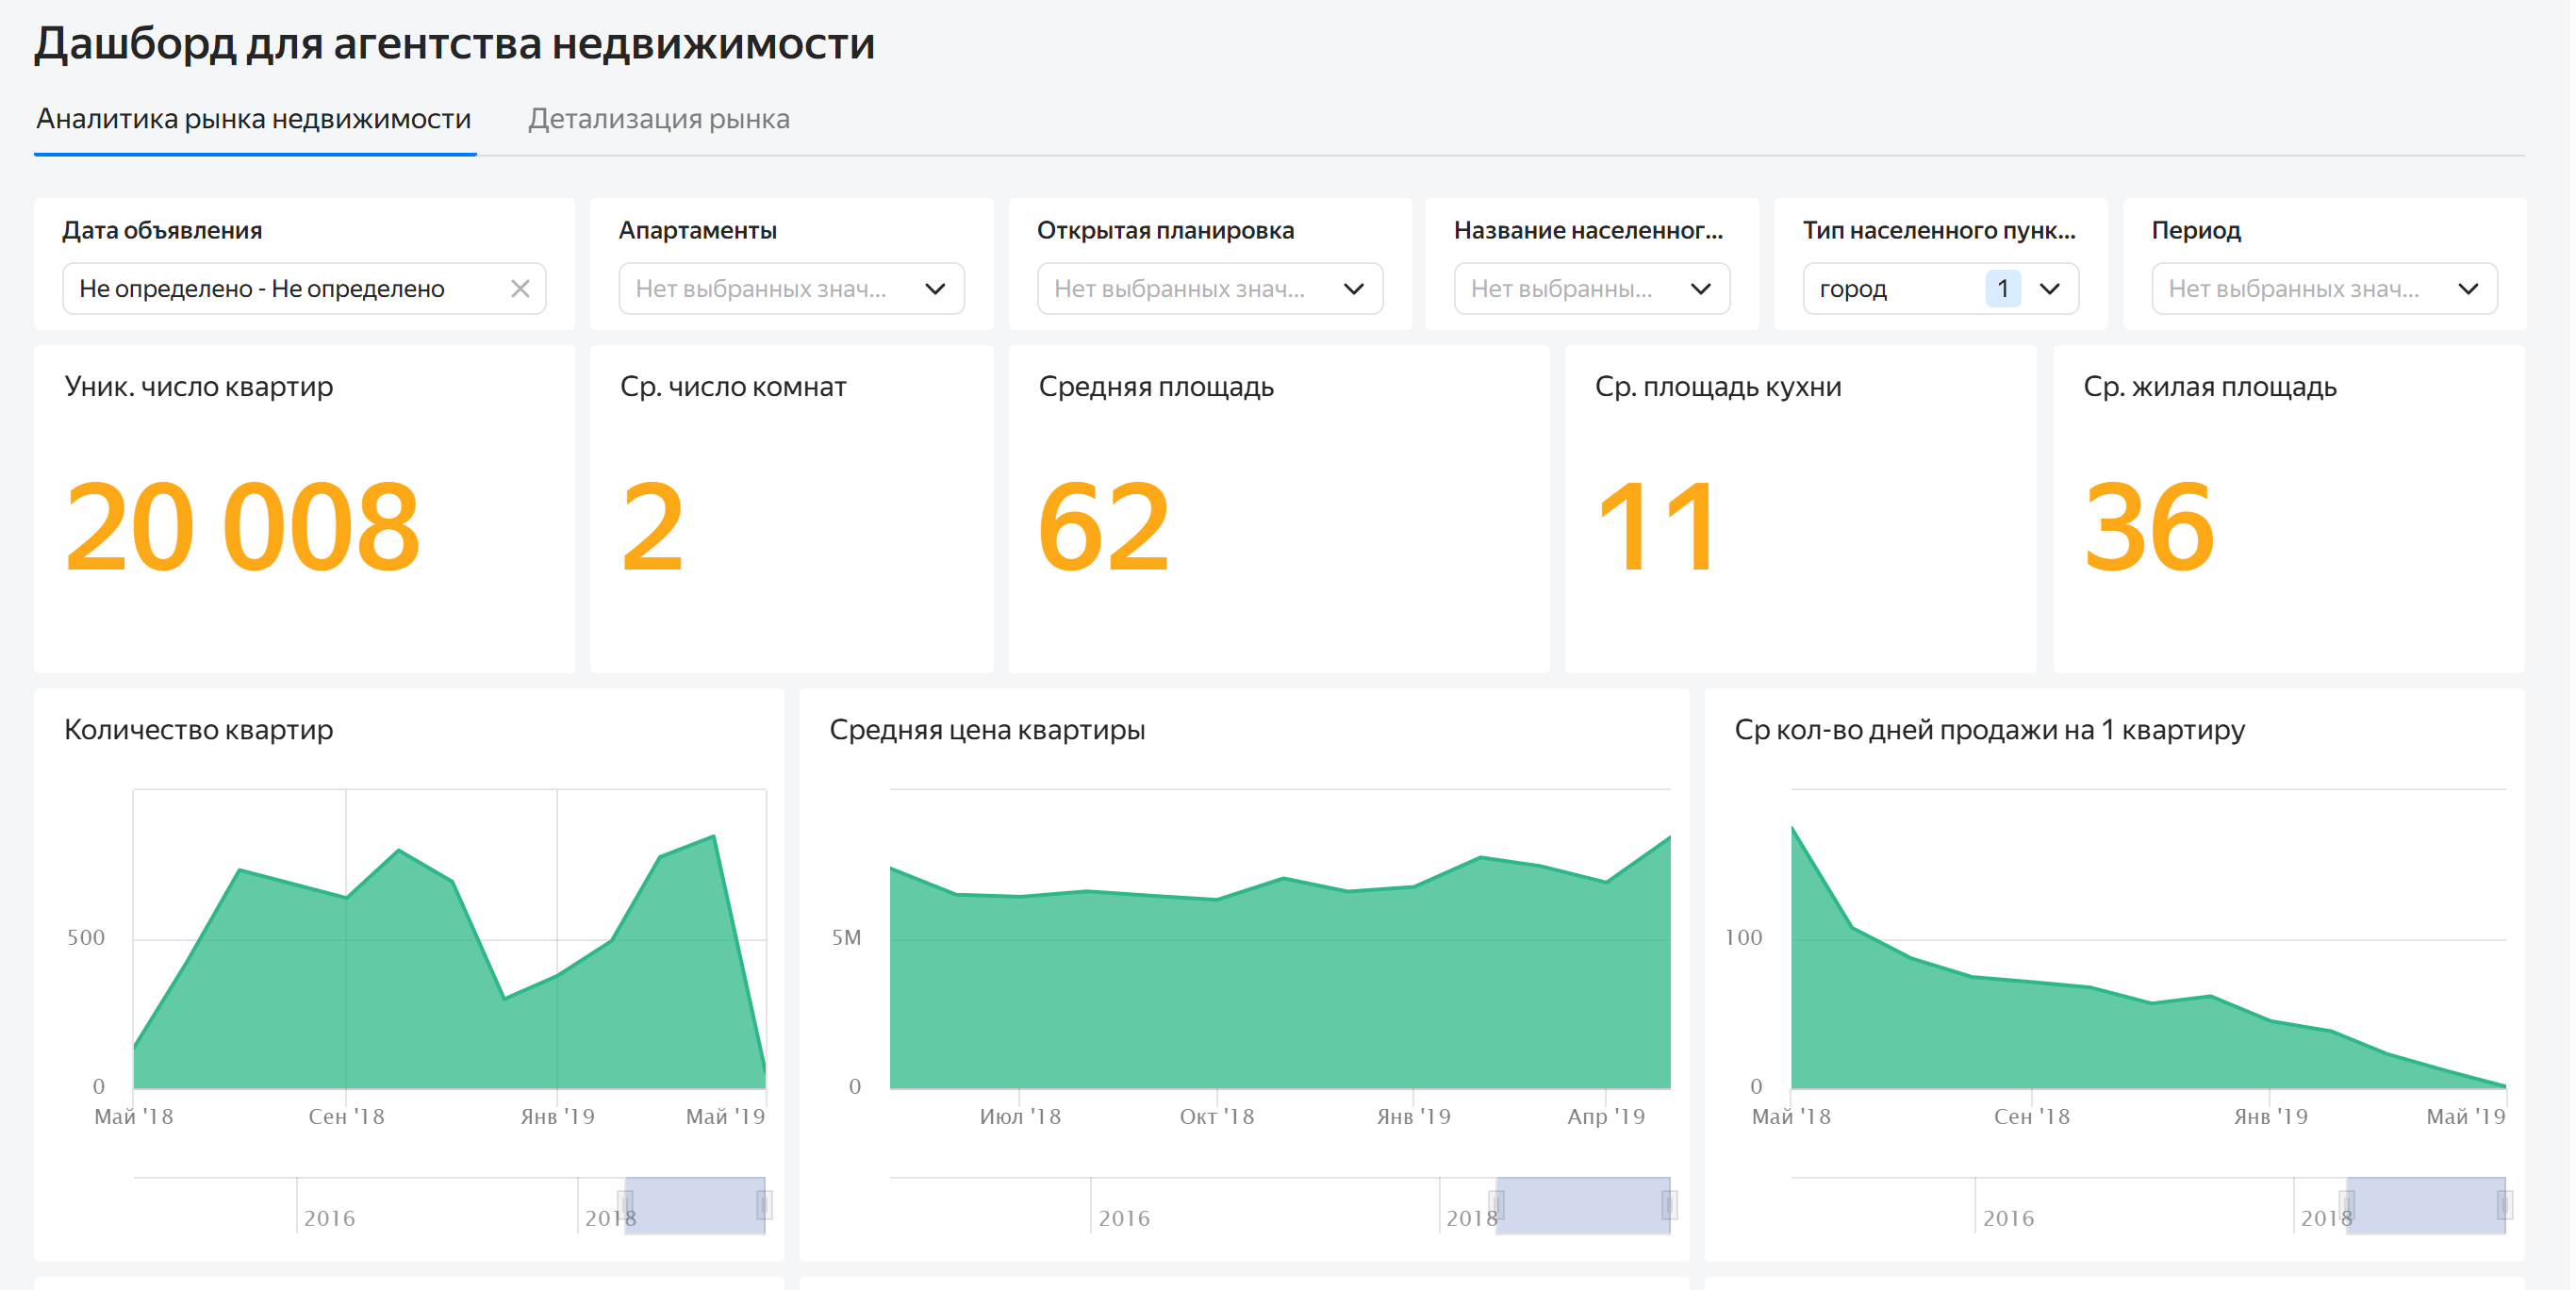 Дашборд для агентства недвижимости
Аналитика рынка недвижимости Детализация рынка
Дата объявления
Не определено - Не определено
Апартаменты
Нет выбранных знач...
Открытая планировка
Нет выбранных знач...
Название населенног...
Нет выбранны...
Тип населенного пунк...
город 1
Период
Нет выбранных знач...
Уник. число квартир
20 008
Ср. число комнат
2
Средняя площадь
62
Ср. площадь кухни
11
Ср. жилая площадь
36
Количество квартир
500
0
Май '18 Сен '18 Янв '19 Май '19
2016 2018
Средняя цена квартиры
5M
0
Июл '18 Окт '18 Янв '19 Апр '19
2016 2018
Ср кол-во дней продажи на 1 квартиру
100
0
Май '18 Сен '18 Янв '19 Май '19
2016 2018